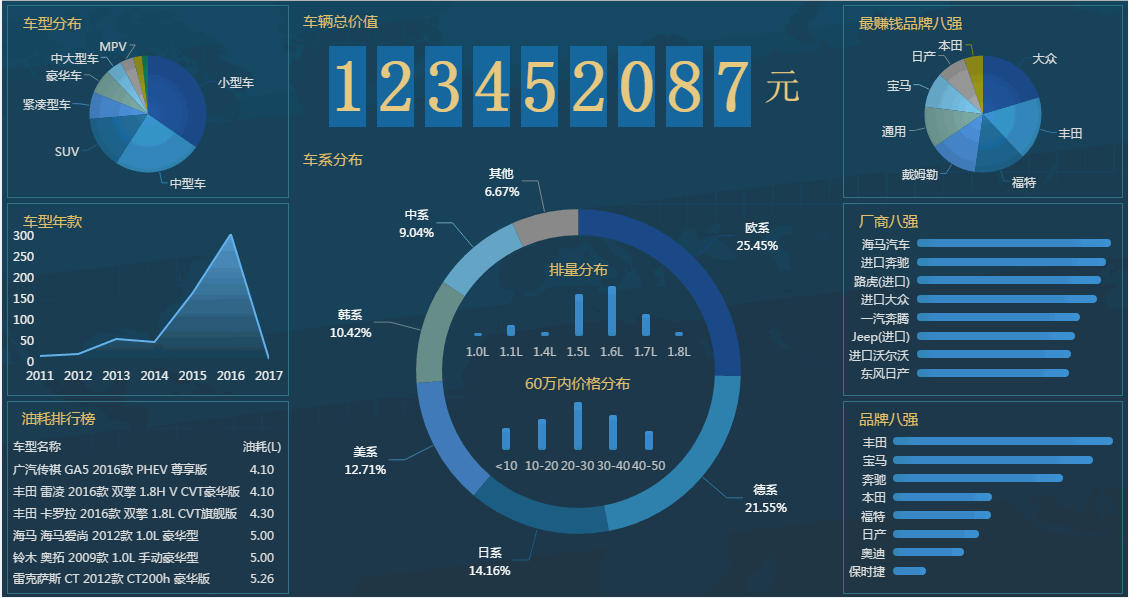 车型分布
MPV
中大型车
豪华车
紧凑型车
SUV
小型车
中型车
车型年款
300
250
200
150
100
50
0
2011 2012 2013 2014 2015 2016 2017
油耗排行榜
车型名称 油耗(L)
广汽传祺 GA5 2016款 PHEV 尊享版 4.10
丰田 雷凌 2016款 双擎 1.8H V CVT豪华版 4.10
丰田 卡罗拉 2016款 双擎 1.8L CVT旗舰版 4.30
海马 海马爱尚 2012款 1.0L 豪华型 5.00
铃木 奥拓 2009款 1.0L 手动豪华型 5.00
雷克萨斯 CT 2012款 CT200h 豪华版 5.26
车辆总价值
123452087 元
车系分布
其他
6.67%
中系
9.04%
欧系
25.45%
韩系
10.42%
美系
12.71%
日系
14.16%
德系
21.55%
排量分布
1.0L 1.1L 1.4L 1.5L 1.6L 1.7L 1.8L
60万内价格分布
<10 10-20 20-30 30-40 40-50
最赚钱品牌八强
本田
日产
宝马
通用
戴姆勒
大众
丰田
福特
厂商八强
海马汽车
进口奔驰
路虎(进口)
进口大众
一汽奔腾
Jeep(进口)
进口沃尔沃
东风日产
品牌八强
丰田
宝马
奔驰
本田
福特
日产
奥迪
保时捷